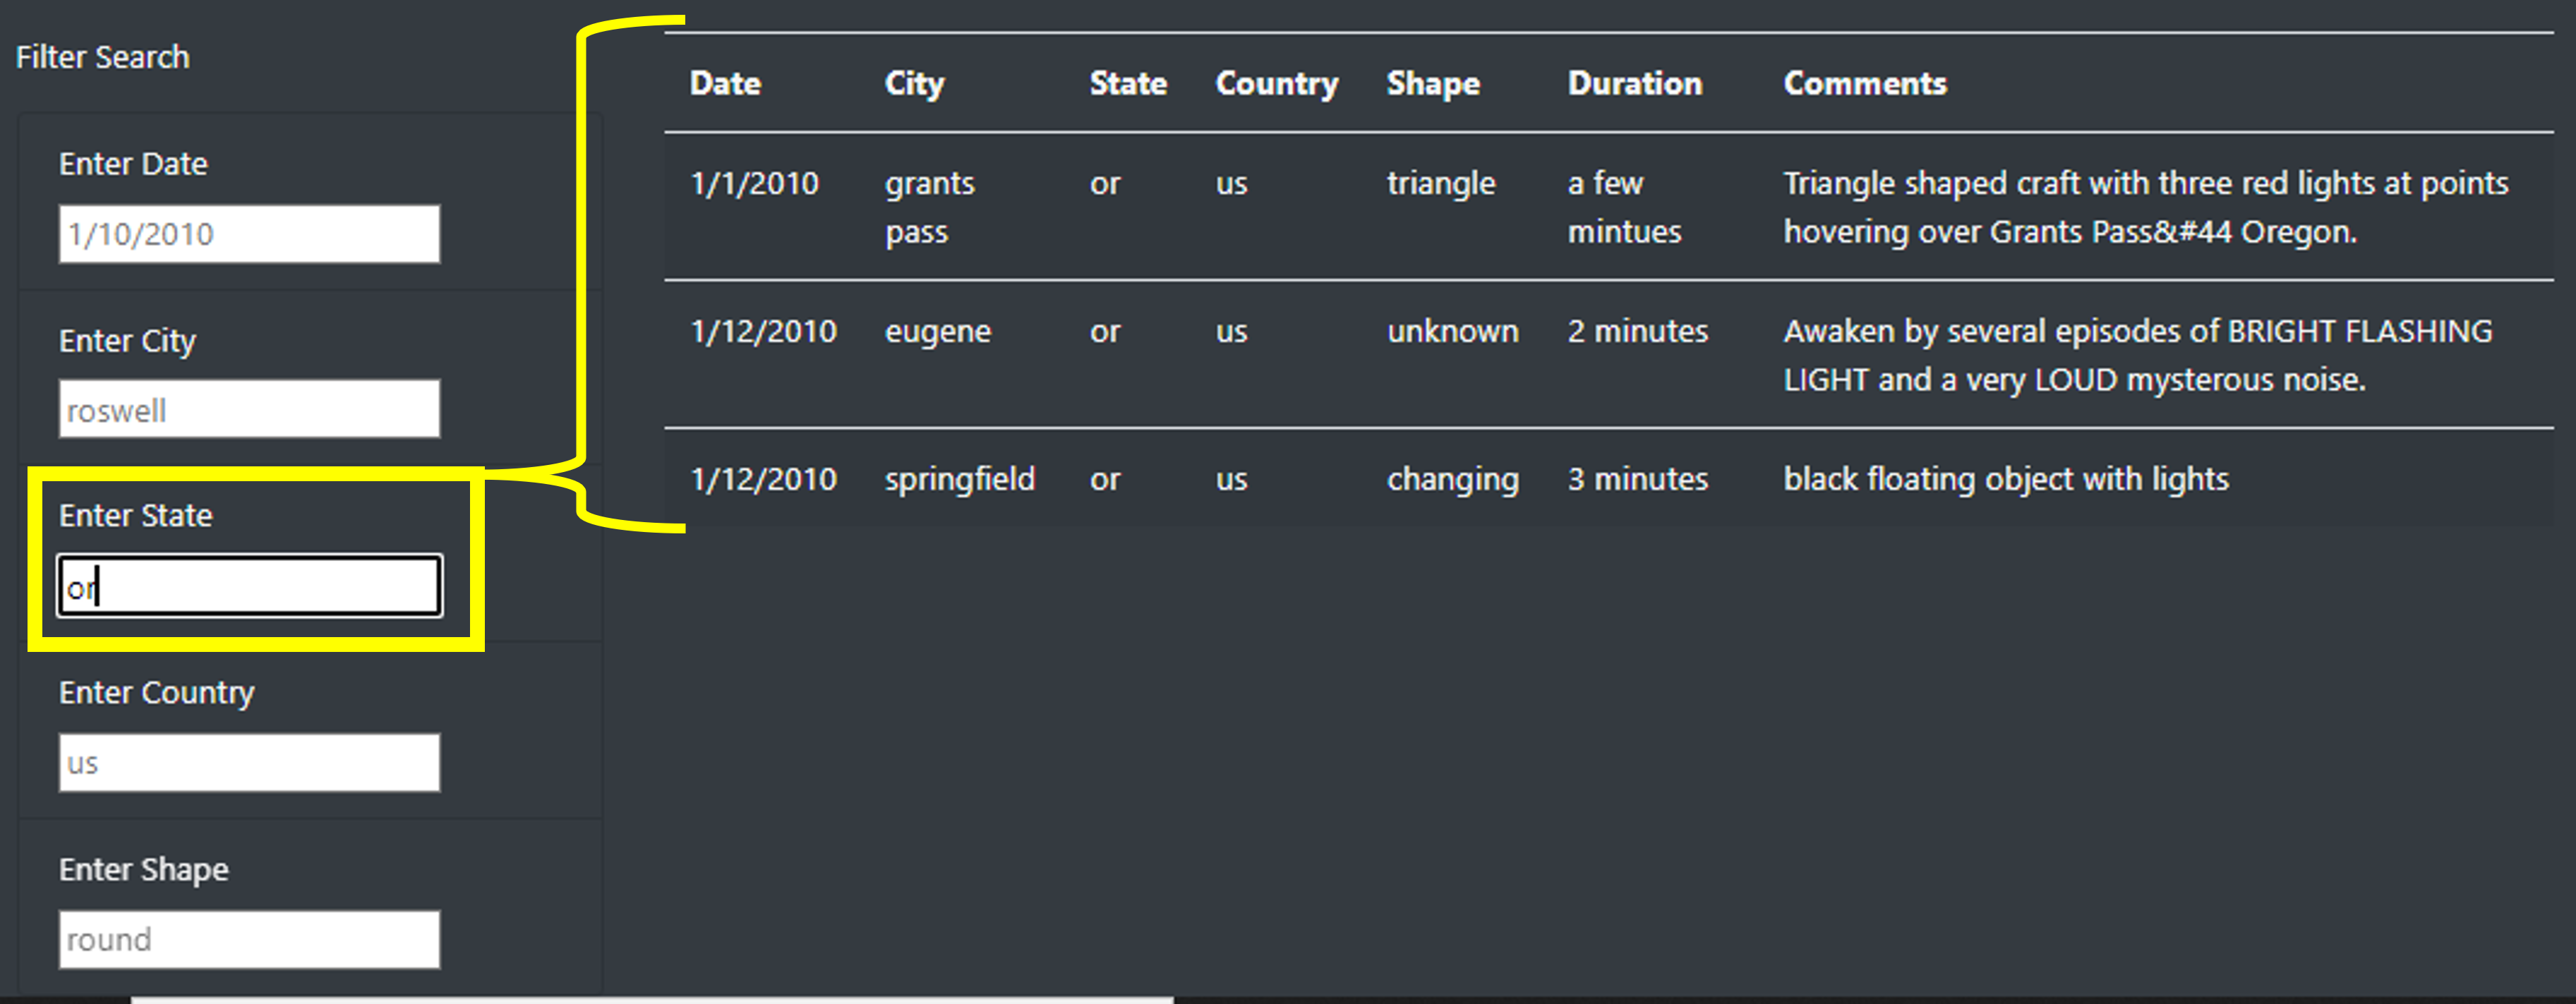 Filter Search
Enter Date
1/10/2010
Enter City
roswell
Enter State
or
Enter Country
us
Enter Shape
round
Date City State Country Shape Duration Comments
1/1/2010 grants or us triangle a few Triangle shaped craft with three red lights at points
pass mintues hovering over Grants Pass&#44 Oregon.
1/12/2010 eugene or us unknown 2 minutes Awaken by several episodes of BRIGHT FLASHING
LIGHT and a very LOUD mysterous noise.
1/12/2010 springfield or us changing 3 minutes black floating object with lights